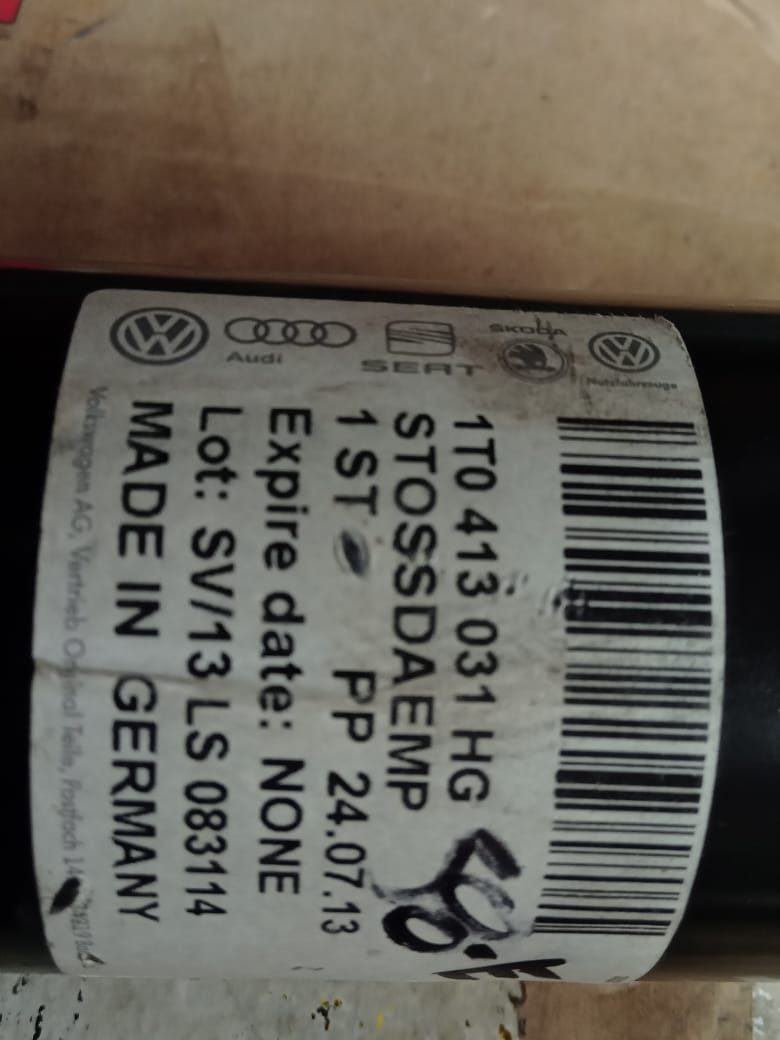 Audi
SEAT
SKODA
Nutzfahrzeuge
1T0 413 031 HG
STOSSDAEMP
1 ST PP 24.07.13
Expire date: NONE
Lot: SV/13 LS 083114
MADE IN GERMANY
Volkswagen AG, Vertrieb Original Teile, Postfach